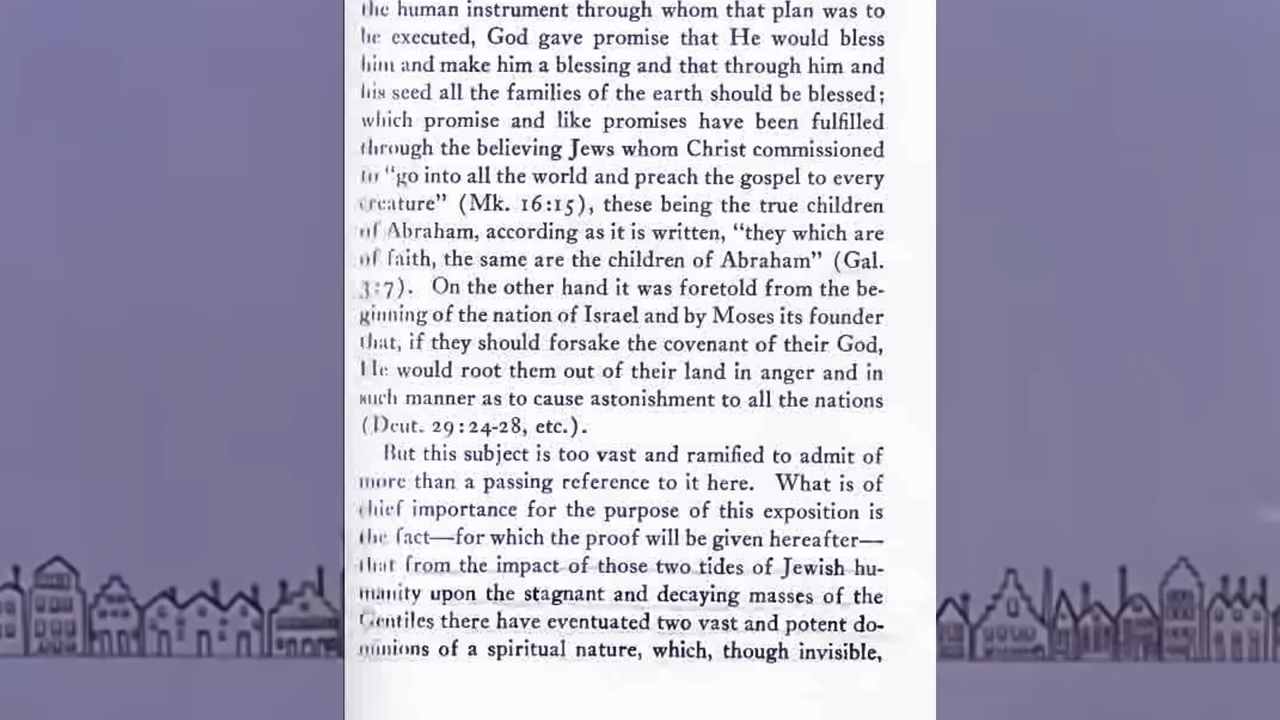 the human instrument through whom that plan was to
be executed, God gave promise that He would bless
him and make him a blessing and that through him and
his seed all the families of the earth should be blessed;
which promise and like promises have been fulfilled
through the believing Jews whom Christ commissioned
to "go into all the world and preach the gospel to every
creature" (Mk. 16:15), these being the true children
of Abraham, according as it is written, "they which are
of faith, the same are the children of Abraham" (Gal.
3:7). On the other hand it was foretold from the be-
ginning of the nation of Israel and by Moses its founder
that, if they should forsake the covenant of their God,
He would root them out of their land in anger and in
such manner as to cause astonishment to all the nations
(Deut. 29:24-28, etc.).
But this subject is too vast and ramified to admit of
more than a passing reference to it here. What is of
chief importance for the purpose of this exposition is
the fact—for which the proof will be given hereafter—
that from the impact of those two tides of Jewish hu-
manity upon the stagnant and decaying masses of the
Gentiles there have eventuated two vast and potent do-
minions of a spiritual nature, which, though invisible,